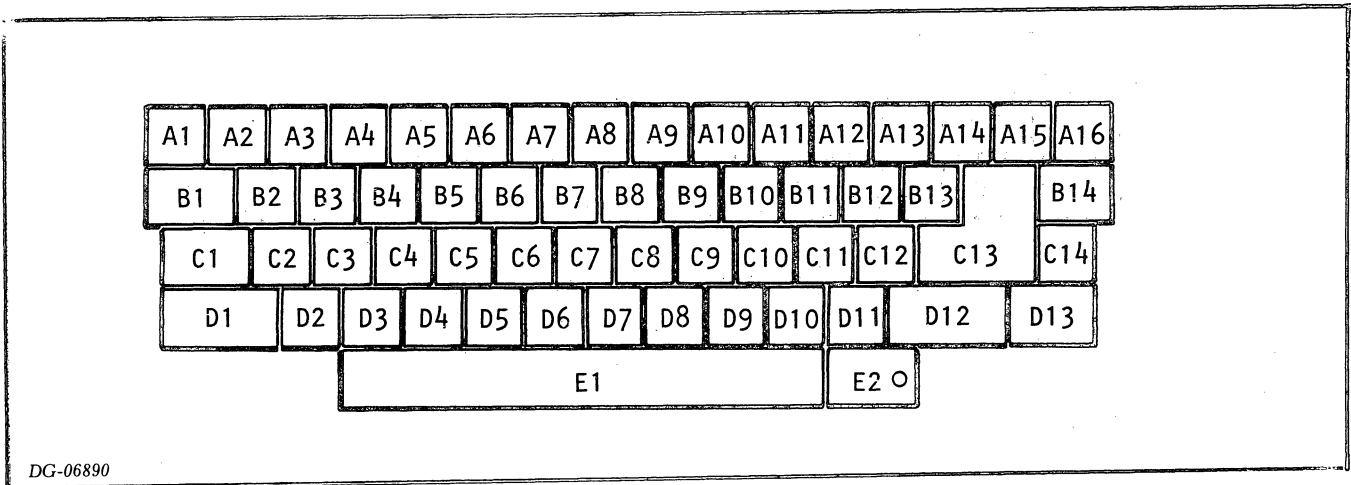 A1 A2 A3 A4 A5 A6 A7 A8 A9 A10 A11 A12 A13 A14 A15 A16
B1 B2 B3 B4 B5 B6 B7 B8 B9 B10 B11 B12 B13 B14
C1 C2 C3 C4 C5 C6 C7 C8 C9 C10 C11 C12 C13 C14
D1 D2 D3 D4 D5 D6 D7 D8 D9 D10 D11 D12 D13
E1 E2
DG-06890